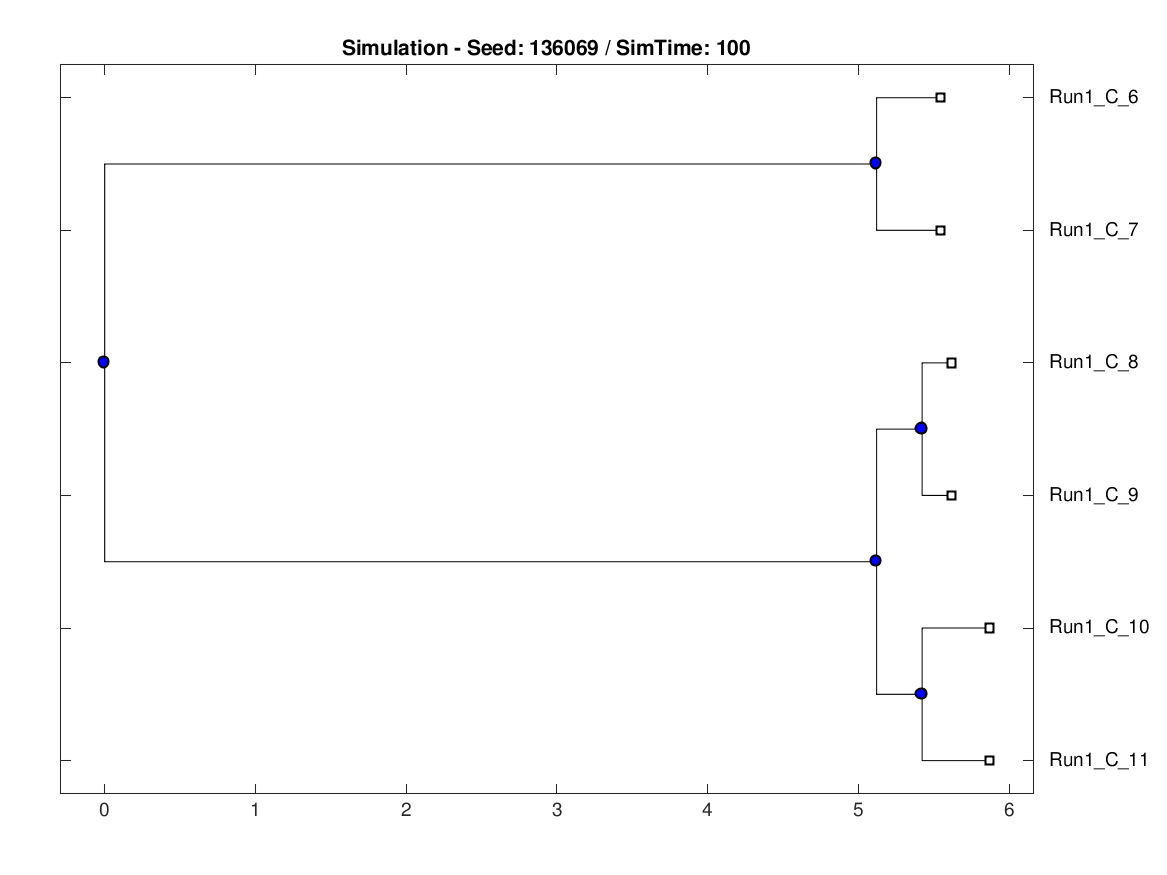 Simulation - Seed: 136069 / SimTime: 100
Run1_C_6
Run1_C_7
Run1_C_8
Run1_C_9
Run1_C_10
Run1_C_11
0 1 2 3 4 5 6